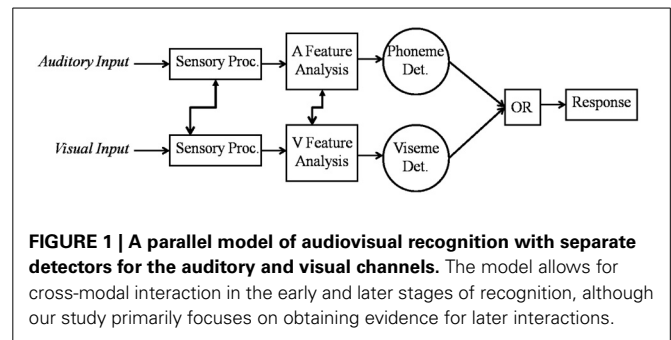 Auditory Input
Sensory Proc.
A Feature
Analysis
Phoneme
Det.
OR
Response
Visual Input
Sensory Proc.
V Feature
Analysis
Viseme
Det.
FIGURE 1 | A parallel model of audiovisual recognition with separate
detectors for the auditory and visual channels. The model allows for
cross-modal interaction in the early and later stages of recognition, although
our study primarily focuses on obtaining evidence for later interactions.